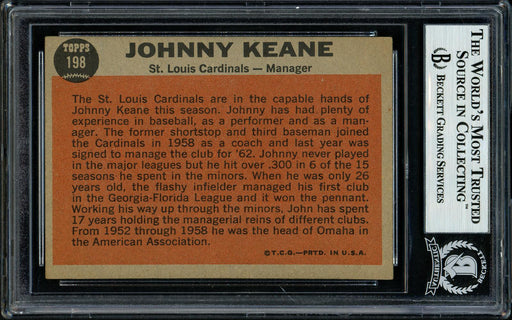 TOPPS
198
JOHNNY KEANE
St. Louis Cardinals — Manager
The St. Louis Cardinals are in the capable hands of
Johnny Keane this season. Johnny has had plenty of
experience in baseball, as a performer and as a man-
ager. The former shortstop and third baseman joined
the Cardinals in 1958 as a coach and last year was
signed to manage the club for '62. Johnny never played
in the major leagues but he hit over .300 in 6 of the 15
seasons he spent in the minors. When he was only 26
years old, the flashy infielder managed his first club
in the Georgia-Florida League and it won the pennant.
Working his way up through the minors, John has spent
17 years holding the managerial reins of different clubs.
From 1952 through 1958 he was the head of Omaha in
the American Association.
©T.C.G.—PRTD. IN U.S.A.
THE WORLD'S MOST TRUSTED
SOURCE IN COLLECTING™
B BECKETT GRADING SERVICES
BECKETT
AUTHENTIC